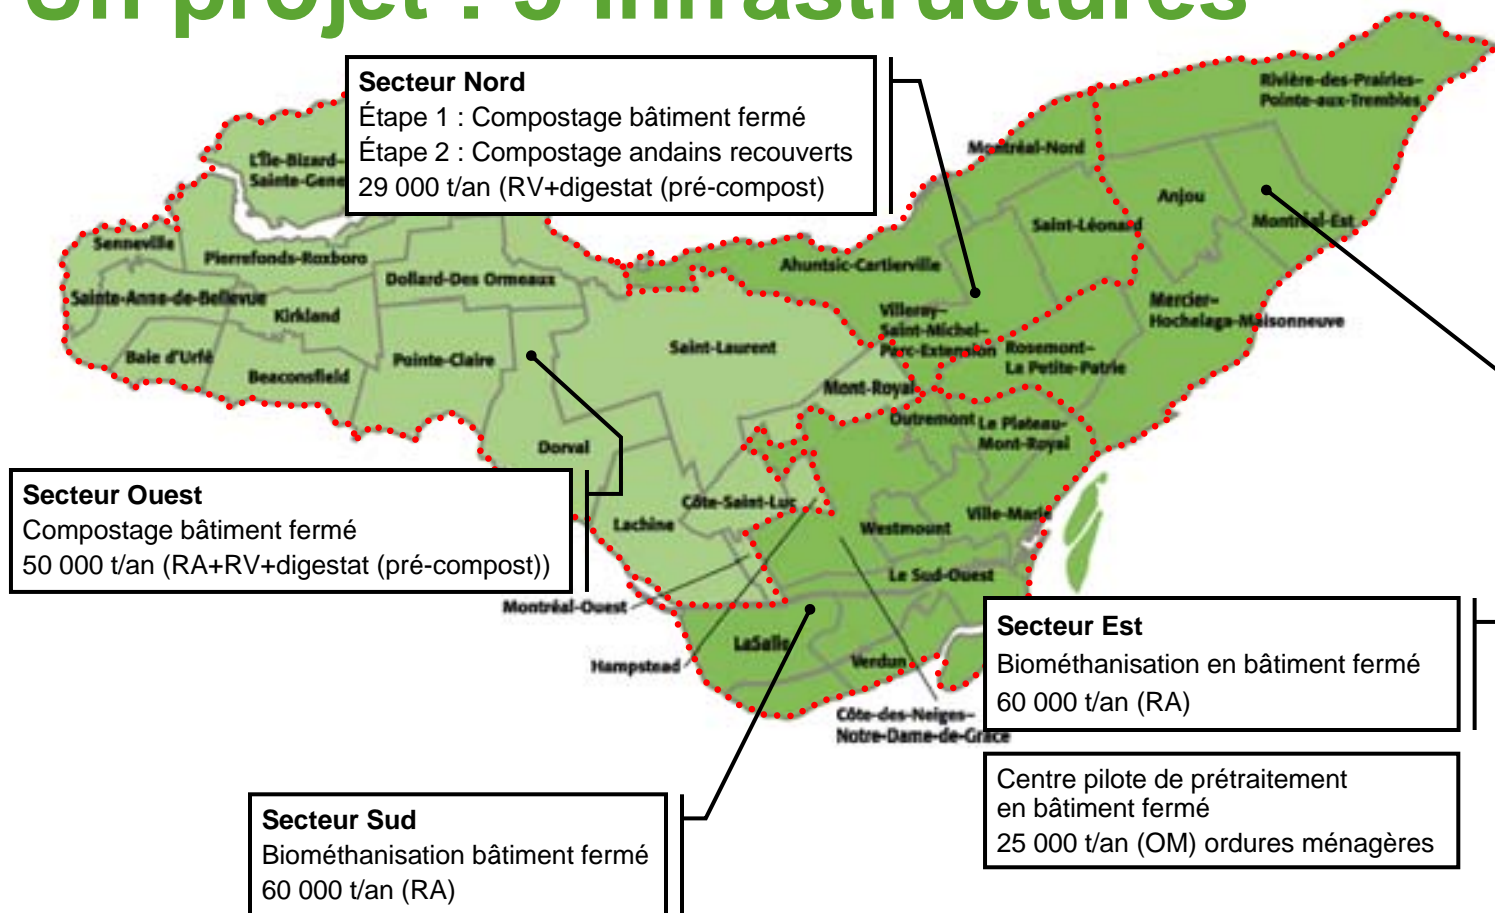 Un projet : 5 infrastructures
Secteur Nord
Étape 1 : Compostage bâtiment fermé
Étape 2 : Compostage andains recouverts
29 000 t/an (RV+digestat (pré-compost)
Rivière-des-Prairies–
Pointe-aux-Trembles
Montréal-Nord
L'Île-Bizard–
Sainte-Gene
Anjou
Saint-Léonard
Montréal-Est
Senneville
Pierrefonds-Roxboro
Ahuntsic-Cartierville
Dollard-Des Ormeaux
Sainte-Anne-de-Bellevue
Kirkland
Mercier–
Hochelaga-Maisonneuve
Villeray–
Saint-Michel–
Parc-Extension
Rosemont–
La Petite-Patrie
Saint-Laurent
Baie d'Urfé
Pointe-Claire
Beaconsfield
Mont-Royal
Outremont
Le Plateau-
Mont-Royal
Dorval
Secteur Ouest
Compostage bâtiment fermé
50 000 t/an (RA+RV+digestat (pré-compost))
Côte-Saint-Luc
Lachine
Westmount
Ville-Marie
Le Sud-Ouest
Montréal-Ouest
Hampstead
LaSalle
Verdun
Côte-des-Neiges–
Notre-Dame-de-Grâce
Secteur Est
Biométhanisation en bâtiment fermé
60 000 t/an (RA)
Centre pilote de prétraitement
en bâtiment fermé
25 000 t/an (OM) ordures ménagères
Secteur Sud
Biométhanisation bâtiment fermé
60 000 t/an (RA)